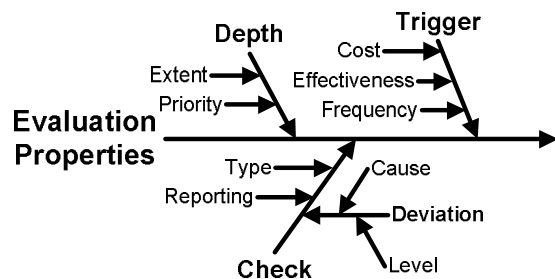 Trigger
Depth
Cost
Extent
Effectiveness
Priority
Frequency
Evaluation
Properties
Type
Cause
Reporting
Deviation
Check
Level